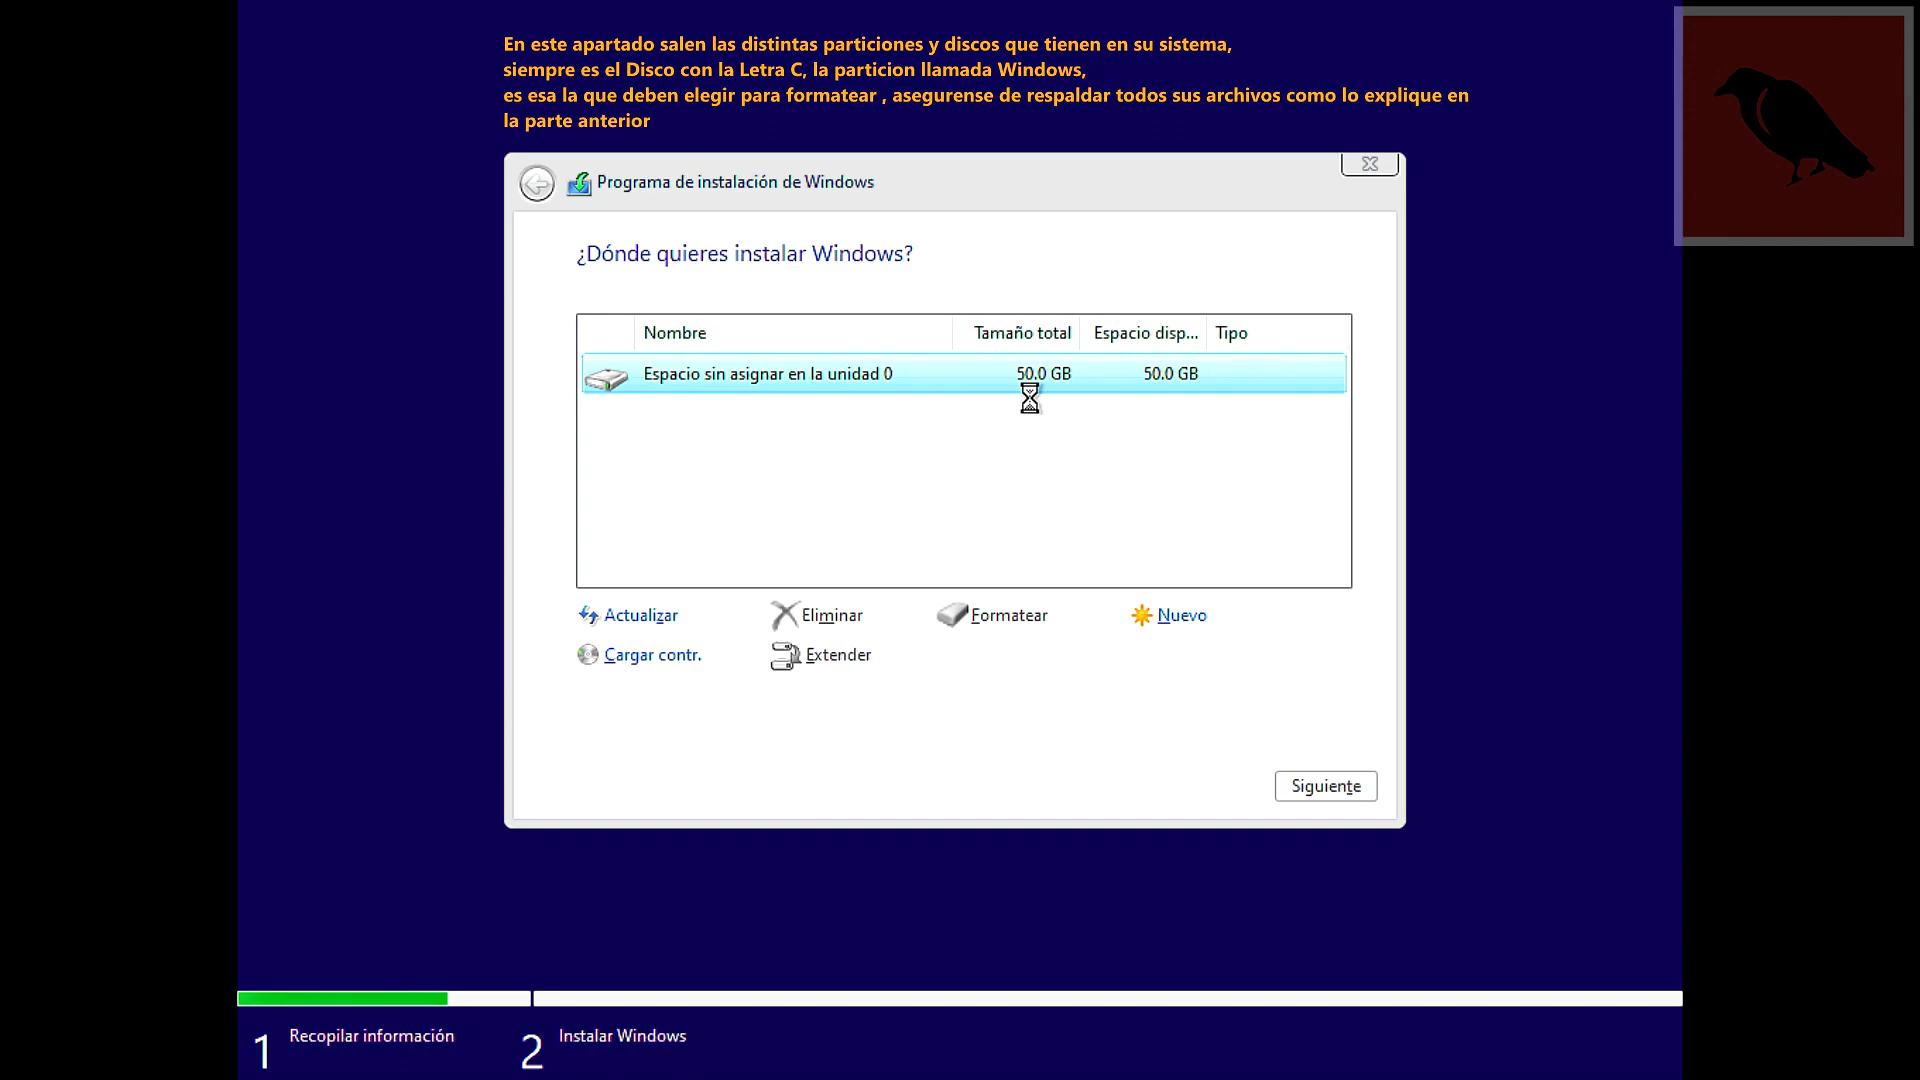 En este apartado salen las distintas particiones y discos que tienen en su sistema,
siempre es el Disco con la Letra C, la particion llamada Windows,
es esa la que deben elegir para formatear , asegurense de respaldar todos sus archivos como lo explique en
la parte anterior
Programa de instalación de Windows
¿Dónde quieres instalar Windows?
Nombre Tamaño total Espacio disp... Tipo
Espacio sin asignar en la unidad 0 50.0 GB 50.0 GB
Actualizar Eliminar Formatear Nuevo
Cargar contr. Extender
Siguiente
1 Recopilar información 2 Instalar Windows